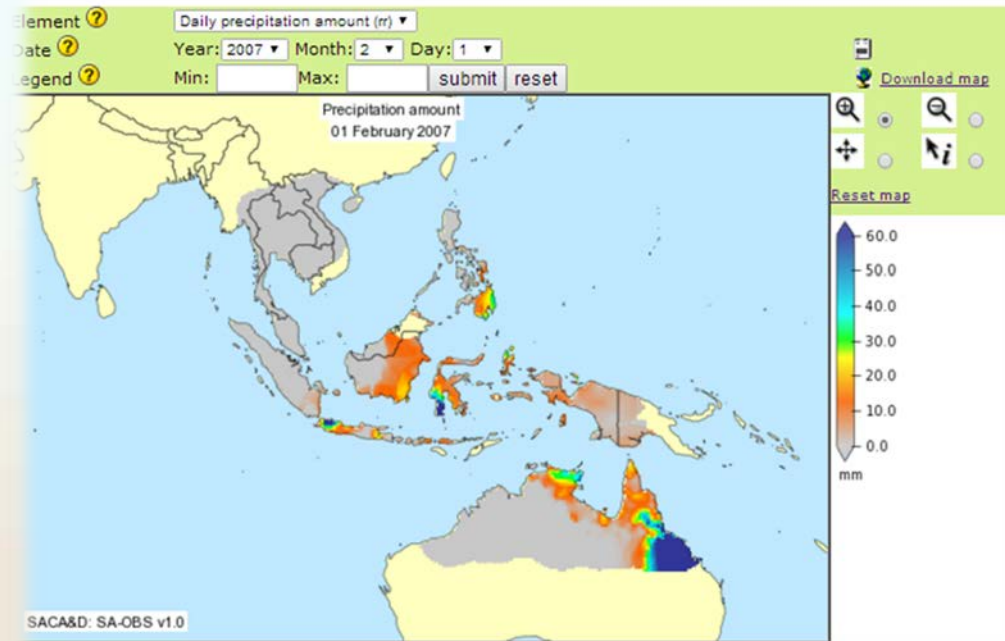 Element ? Daily precipitation amount (rr) ▼
Date ? Year: 2007 ▼ Month: 2 ▼ Day: 1 ▼
Legend ? Min: Max: submit reset
Download map
Precipitation amount
01 February 2007
i
Reset map
60.0
50.0
40.0
30.0
20.0
10.0
0.0
mm
SACA&D: SA-OBS v1.0